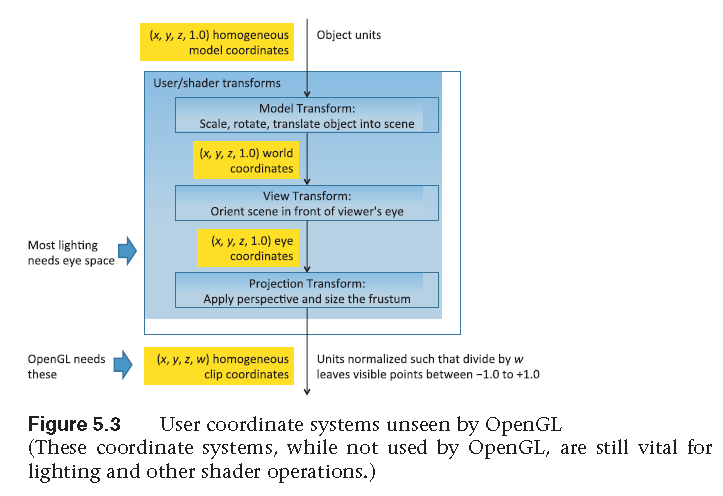 (x, y, z, 1.0) homogeneous
model coordinates
Object units
User/shader transforms
Model Transform:
Scale, rotate, translate object into scene
(x, y, z, 1.0) world
coordinates
View Transform:
Orient scene in front of viewer's eye
Most lighting
needs eye space
(x, y, z, 1.0) eye
coordinates
Projection Transform:
Apply perspective and size the frustum
OpenGL needs
these
(x, y, z, w) homogeneous
clip coordinates
Units normalized such that divide by w
leaves visible points between −1.0 to +1.0
Figure 5.3 User coordinate systems unseen by OpenGL
(These coordinate systems, while not used by OpenGL, are still vital for
lighting and other shader operations.)